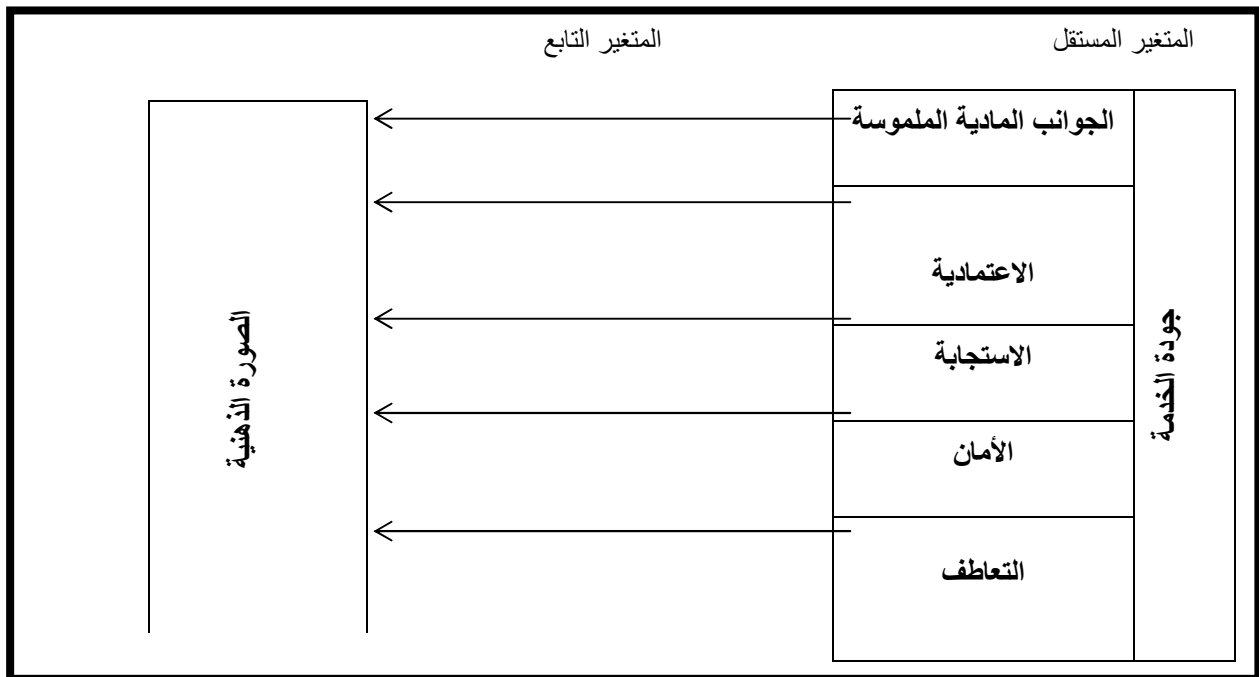 المتغير المستقل
المتغير التابع
جودة الخدمة
الجوانب المادية الملموسة
الاعتمادية
الاستجابة
الأمان
التعاطف
الصورة الذهنية